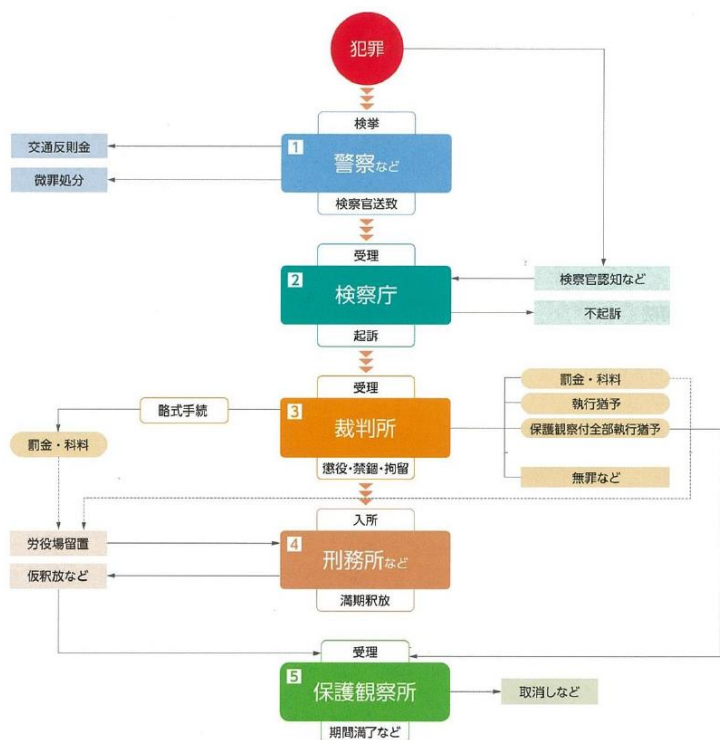 犯罪
検挙
1 警察など
検察官送致
交通反則金
微罪処分
受理
2 検察庁
起訴
検察官認知など
不起訴
受理
3 裁判所
懲役・禁錮・拘留
略式手続
罰金・科料
罰金・科料
執行猶予
保護観察付全部執行猶予
無罪など
入所
4 刑務所など
満期釈放
労役場留置
仮釈放など
受理
5 保護観察所
期間満了など
取消しなど